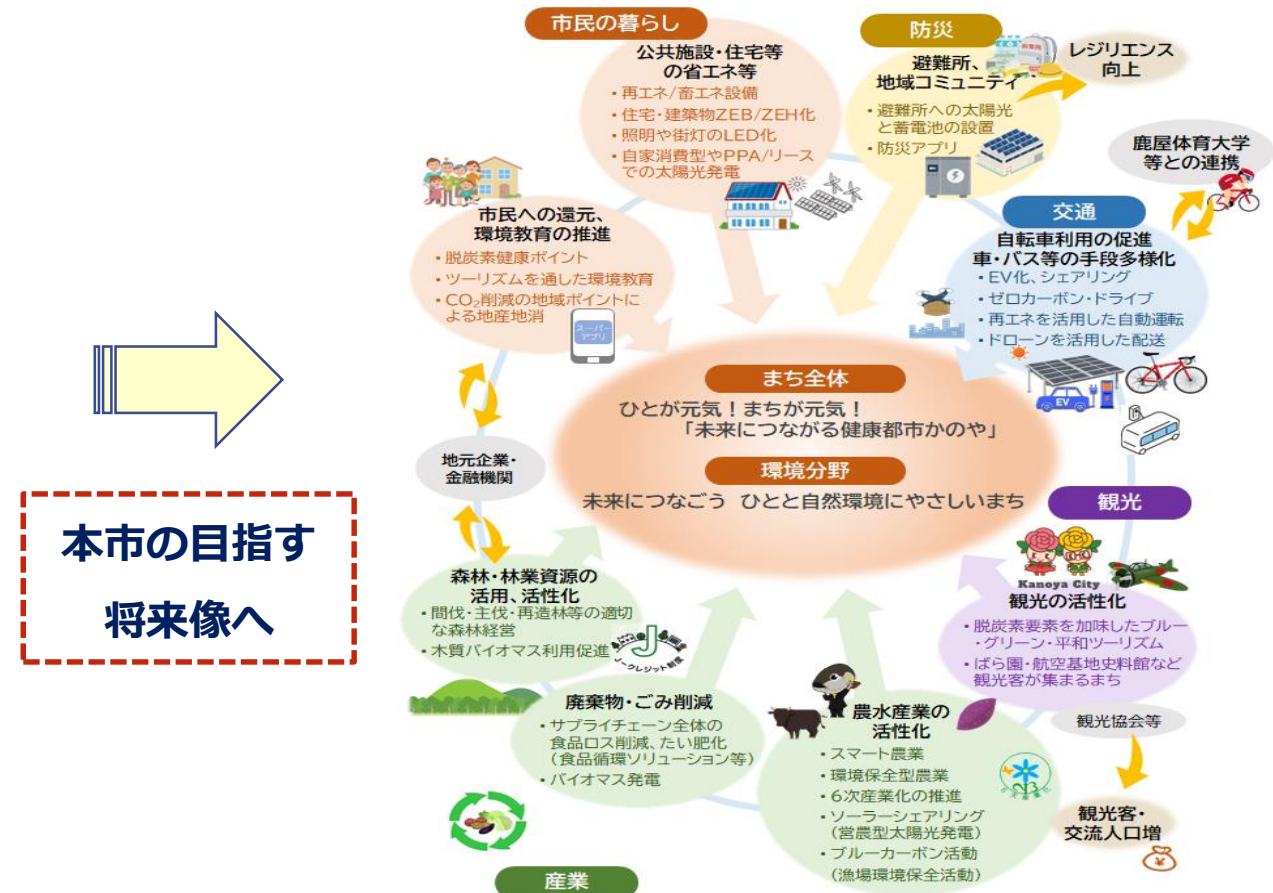 市民の暮らし
公共施設・住宅等
の省エネ等
・再エネ/畜エネ設備
・住宅・建築物ZEB/ZEH化
・照明や街灯のLED化
・自家消費型やPPA/リース
での太陽光発電
防災
避難所、
地域コミュニティ
・避難所への太陽光
と蓄電池の設置
・防災アプリ
レジリエンス
向上
鹿屋体育大学
等との連携
交通
自転車利用の促進
車・バス等の手段多様化
・EV化、シェアリング
・ゼロカーボン・ドライブ
・再エネを活用した自動運転
・ドローンを活用した配送
EV
市民への還元、
環境教育の推進
・脱炭素健康ポイント
・ツーリズムを通した環境教育
・CO₂削減の地域ポイントに
よる地産地消
スーパー
アプリ
まち全体
ひとが元気！まちが元気！
「未来につながる健康都市かのや」
環境分野
未来につなごう ひとと自然環境にやさしいまち
地元企業・
金融機関
本市の目指す
将来像へ
観光
Kanoya City
観光の活性化
・脱炭素要素を加味したブルー
・グリーン・平和ツーリズム
・ばら園・航空基地史料館など
観光客が集まるまち
観光協会等
観光客・
交流人口増
¥
森林・林業資源の
活用、活性化
・間伐・主伐・再造林等の適切
な森林経営
・木質バイオマス利用促進
J-クレジット制度
廃棄物・ごみ削減
・サプライチェーン全体の
食品ロス削減、たい肥化
（食品循環ソリューション等）
・バイオマス発電
農水産業の
活性化
・スマート農業
・環境保全型農業
・6次産業化の推進
・ソーラーシェアリング
（営農型太陽光発電）
・ブルーカーボン活動
（漁場環境保全活動）
産業